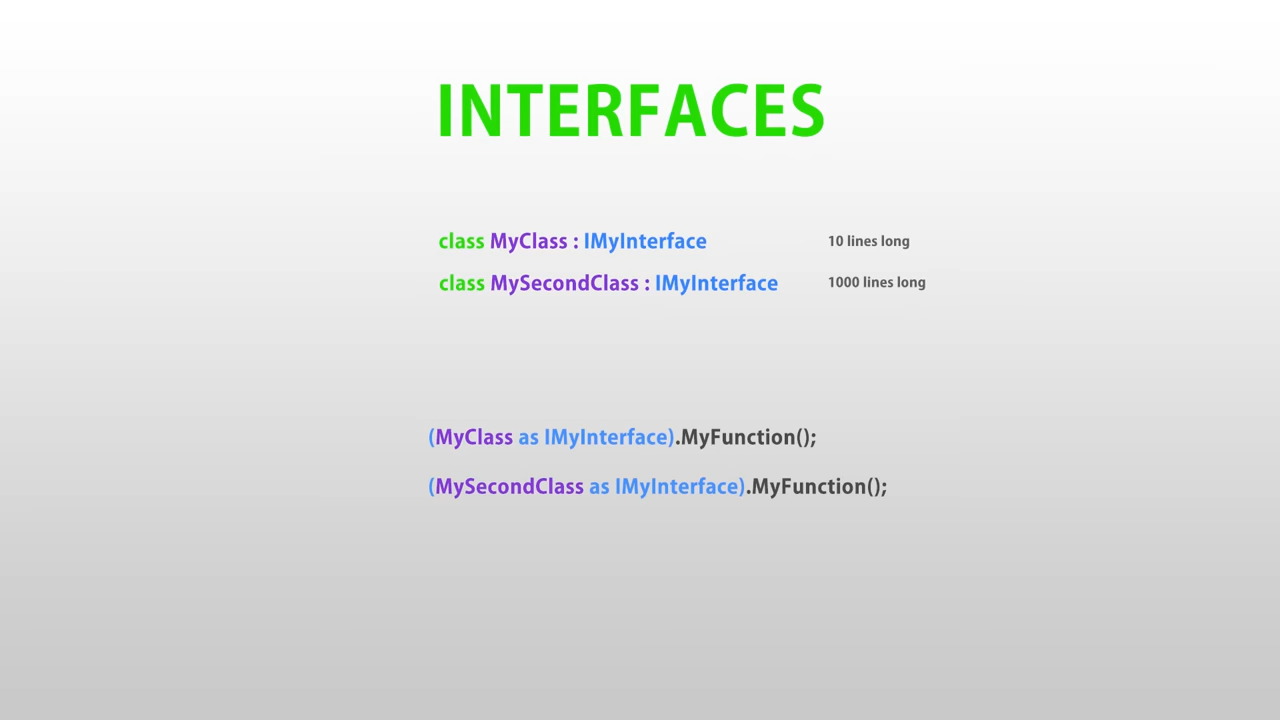 INTERFACES
class MyClass : IMyInterface 10 lines long
class MySecondClass : IMyInterface 1000 lines long
(MyClass as IMyInterface).MyFunction();
(MySecondClass as IMyInterface).MyFunction();